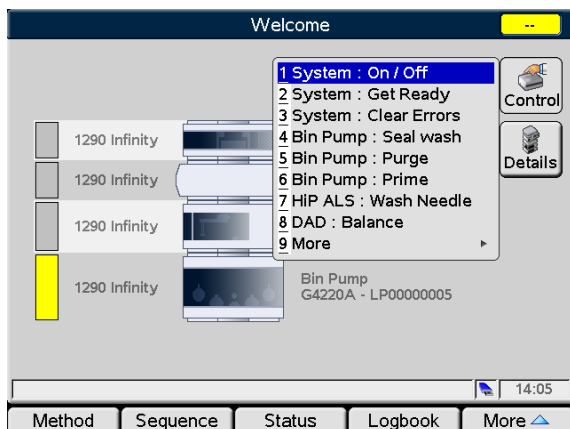 Welcome
--
1 System : On / Off
2 System : Get Ready
3 System : Clear Errors
4 Bin Pump : Seal wash
5 Bin Pump : Purge
6 Bin Pump : Prime
7 HiP ALS : Wash Needle
8 DAD : Balance
9 More
Control
Details
1290 Infinity
1290 Infinity
1290 Infinity
1290 Infinity
Bin Pump
G4220A - LP00000005
14:05
Method Sequence Status Logbook More